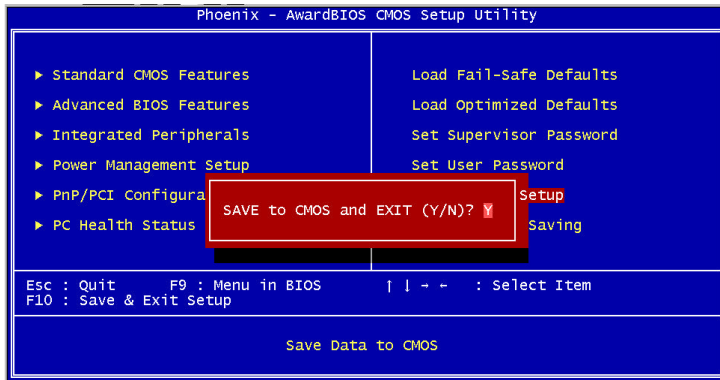 Phoenix - AwardBIOS CMOS Setup Utility
▶ Standard CMOS Features
▶ Advanced BIOS Features
▶ Integrated Peripherals
▶ Power Management Setup
▶ PnP/PCI Configura
▶ PC Health Status
Load Fail-Safe Defaults
Load Optimized Defaults
Set Supervisor Password
Set User Password
Setup
Saving
SAVE to CMOS and EXIT (Y/N)? Y
Esc : Quit F9 : Menu in BIOS ↑ ↓ → ← : Select Item
F10 : Save & Exit Setup
Save Data to CMOS